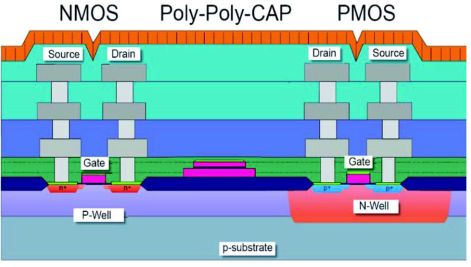 NMOS Poly-Poly-CAP PMOS
Source Drain Drain Source
Gate Gate
n+ n+ p+ p+
P-Well N-Well
p-substrate